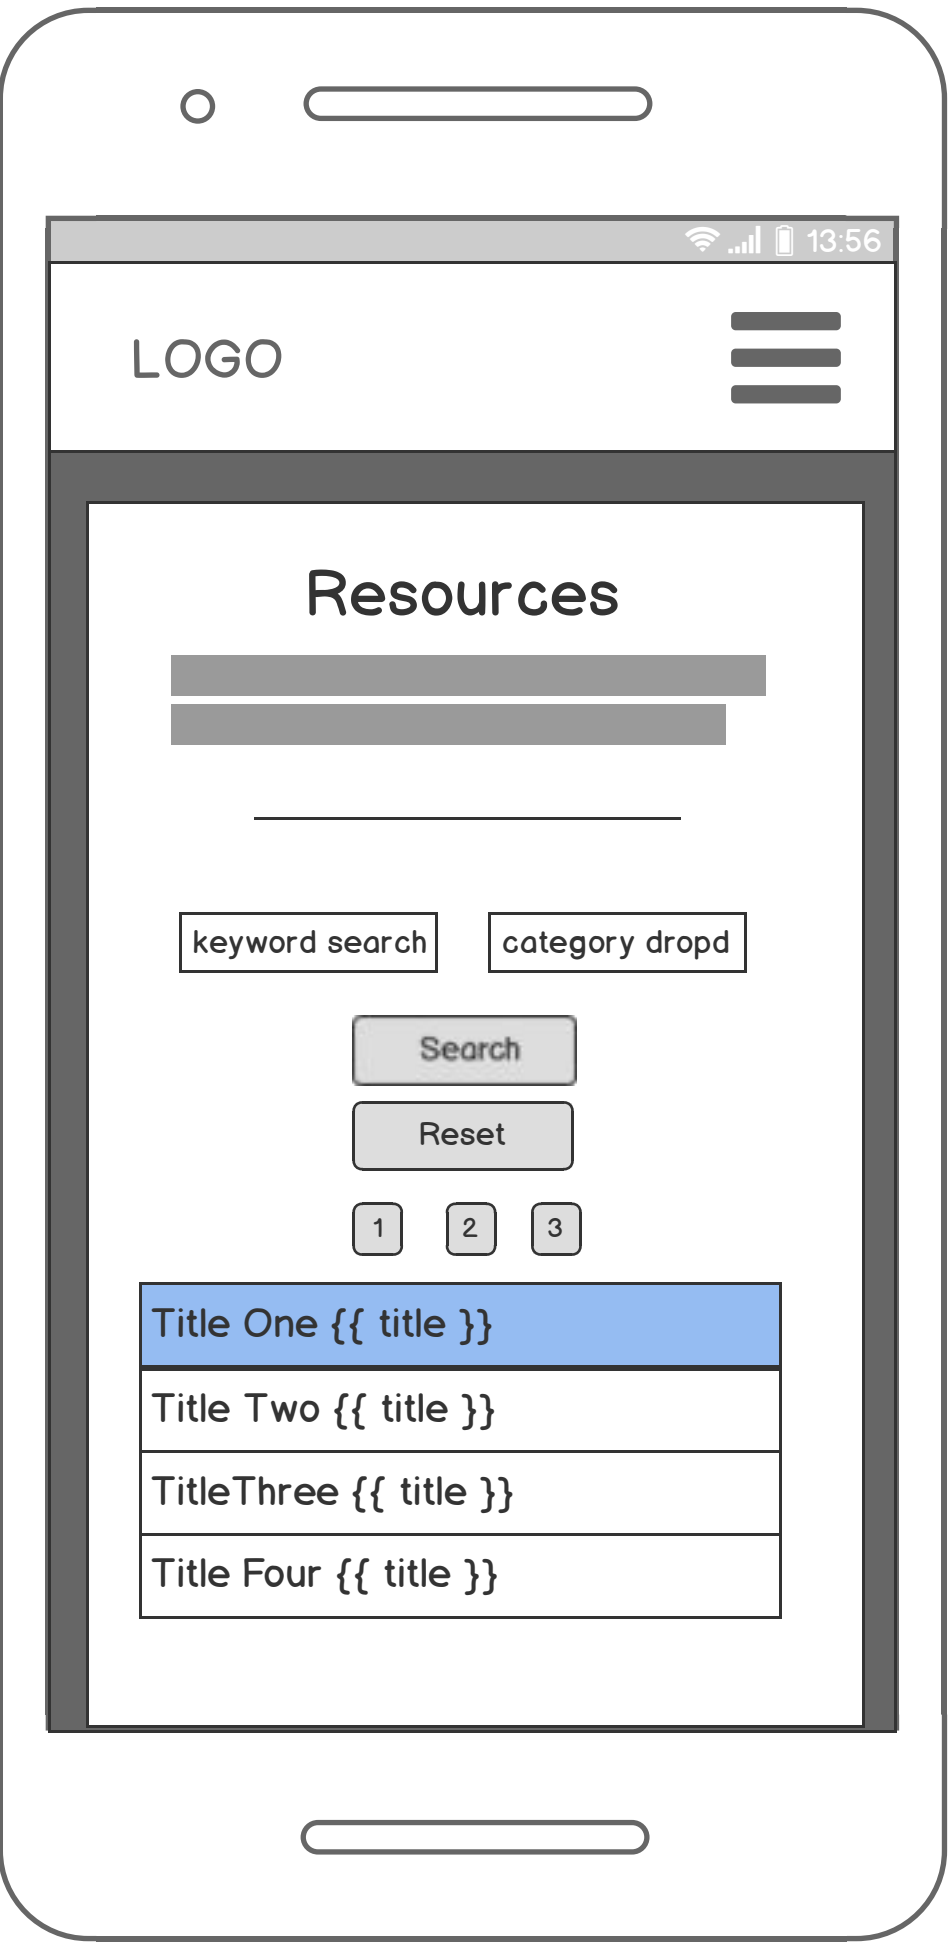 13:56
LOGO
Resources
keyword search
category dropd
Search
Reset
1 2 3
Title One {{ title }}
Title Two {{ title }}
TitleThree {{ title }}
Title Four {{ title }}